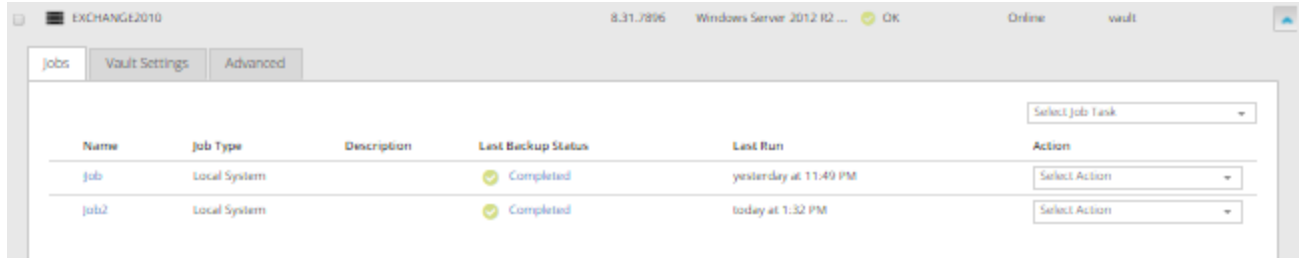 EXCHANGE2010 8.31.7896 Windows Server 2012 R2 ... OK Online vault
Jobs Vault Settings Advanced
Select Job Task
Name Job Type Description Last Backup Status Last Run Action
Job Local System Completed yesterday at 11:49 PM Select Action
Job2 Local System Completed today at 1:32 PM Select Action